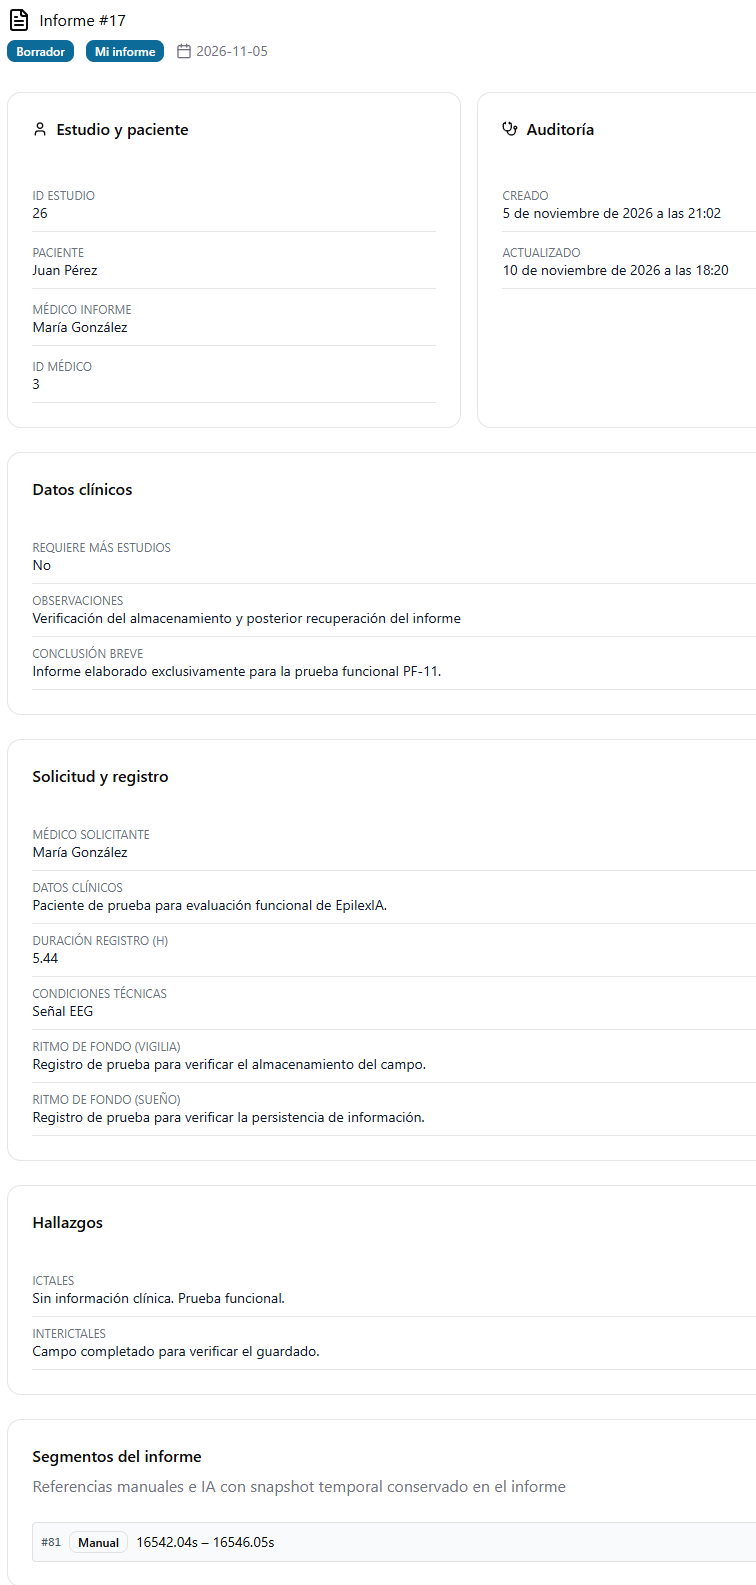 Informe #17
Borrador Mi informe 2026-11-05
Estudio y paciente
ID ESTUDIO
26
PACIENTE
Juan Pérez
MÉDICO INFORME
María González
ID MÉDICO
3
Auditoría
CREADO
5 de noviembre de 2026 a las 21:02
ACTUALIZADO
10 de noviembre de 2026 a las 18:20
Datos clínicos
REQUIERE MÁS ESTUDIOS
No
OBSERVACIONES
Verificación del almacenamiento y posterior recuperación del informe
CONCLUSIÓN BREVE
Informe elaborado exclusivamente para la prueba funcional PF-11.
Solicitud y registro
MÉDICO SOLICITANTE
María González
DATOS CLÍNICOS
Paciente de prueba para evaluación funcional de EpilexIA.
DURACIÓN REGISTRO (H)
5.44
CONDICIONES TÉCNICAS
Señal EEG
RITMO DE FONDO (VIGILIA)
Registro de prueba para verificar el almacenamiento del campo.
RITMO DE FONDO (SUEÑO)
Registro de prueba para verificar la persistencia de información.
Hallazgos
ICTALES
Sin información clínica. Prueba funcional.
INTERICTALES
Campo completado para verificar el guardado.
Segmentos del informe
Referencias manuales e IA con snapshot temporal conservado en el informe
#81 Manual 16542.04s – 16546.05s